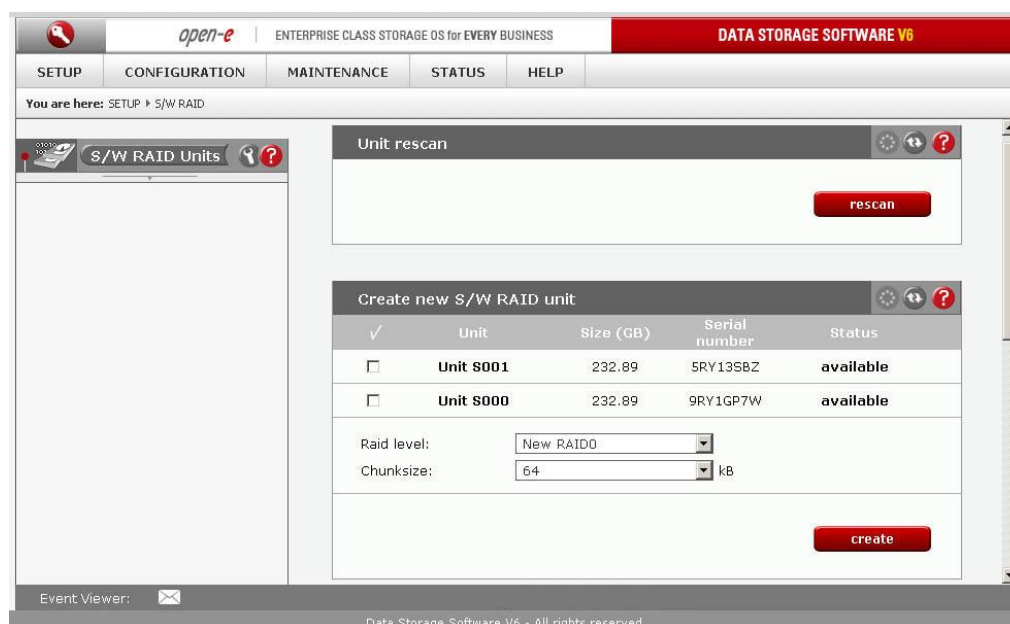 open-e ENTERPRISE CLASS STORAGE OS for EVERY BUSINESS DATA STORAGE SOFTWARE V6
SETUP CONFIGURATION MAINTENANCE STATUS HELP
You are here: SETUP S/W RAID
S/W RAID Units ?
Unit rescan ?
rescan
Create new S/W RAID unit ?
√ Unit Size (GB) Serial number Status
Unit S001 232.89 5RY13SBZ available
Unit S000 232.89 9RY1GP7W available
Raid level: New RAID0
Chunksize: 64 kB
create
Event Viewer:
Data Storage Software V6 - All rights reserved